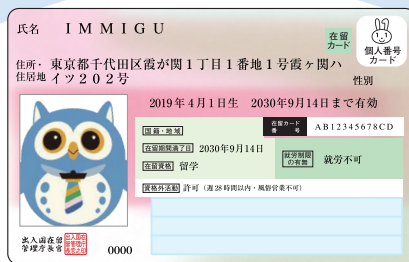 氏名 IMMIGU
在留カード
個人番号カード
住所・居住地 東京都千代田区霞が関1丁目1番地1号霞ヶ関ハイツ202号
性別
2019年4月1日生 2030年9月14日まで有効
国籍・地域
在留カード番号 AB12345678CD
在留期間満了日 2030年9月14日
在留資格 留学
就労制限の有無 就労不可
資格外活動 許可（週28時間以内・風俗営業不可）
出入国在留管理庁長官
0000